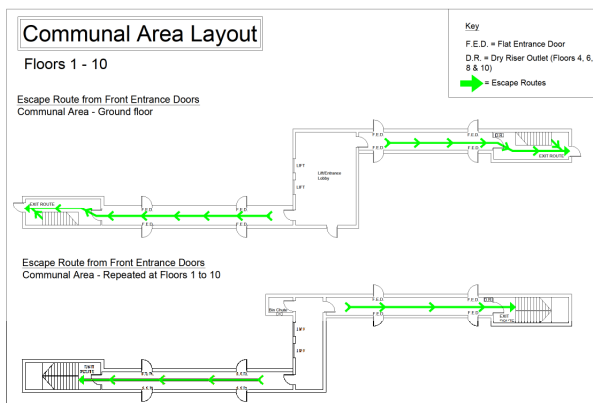 Communal Area Layout
Floors 1 - 10
Key
F.E.D. = Flat Entrance Door
D.R. = Dry Riser Outlet (Floors 4, 6,
8 & 10)
= Escape Routes
Escape Route from Front Entrance Doors
Communal Area - Ground floor
F.E.D. F.E.D.
D.R.
EXIT ROUTE
F.E.D. F.E.D.
LIFT
Lift/Entrance
Lobby
LIFT
EXIT ROUTE
F.E.D. F.E.D.
F.E.D. F.E.D.
Escape Route from Front Entrance Doors
Communal Area - Repeated at Floors 1 to 10
Bin Chute
F.E.D. F.E.D.
D.R.
EXIT
F.E.D. F.E.D.
LIFT
LIFT
ROUTE